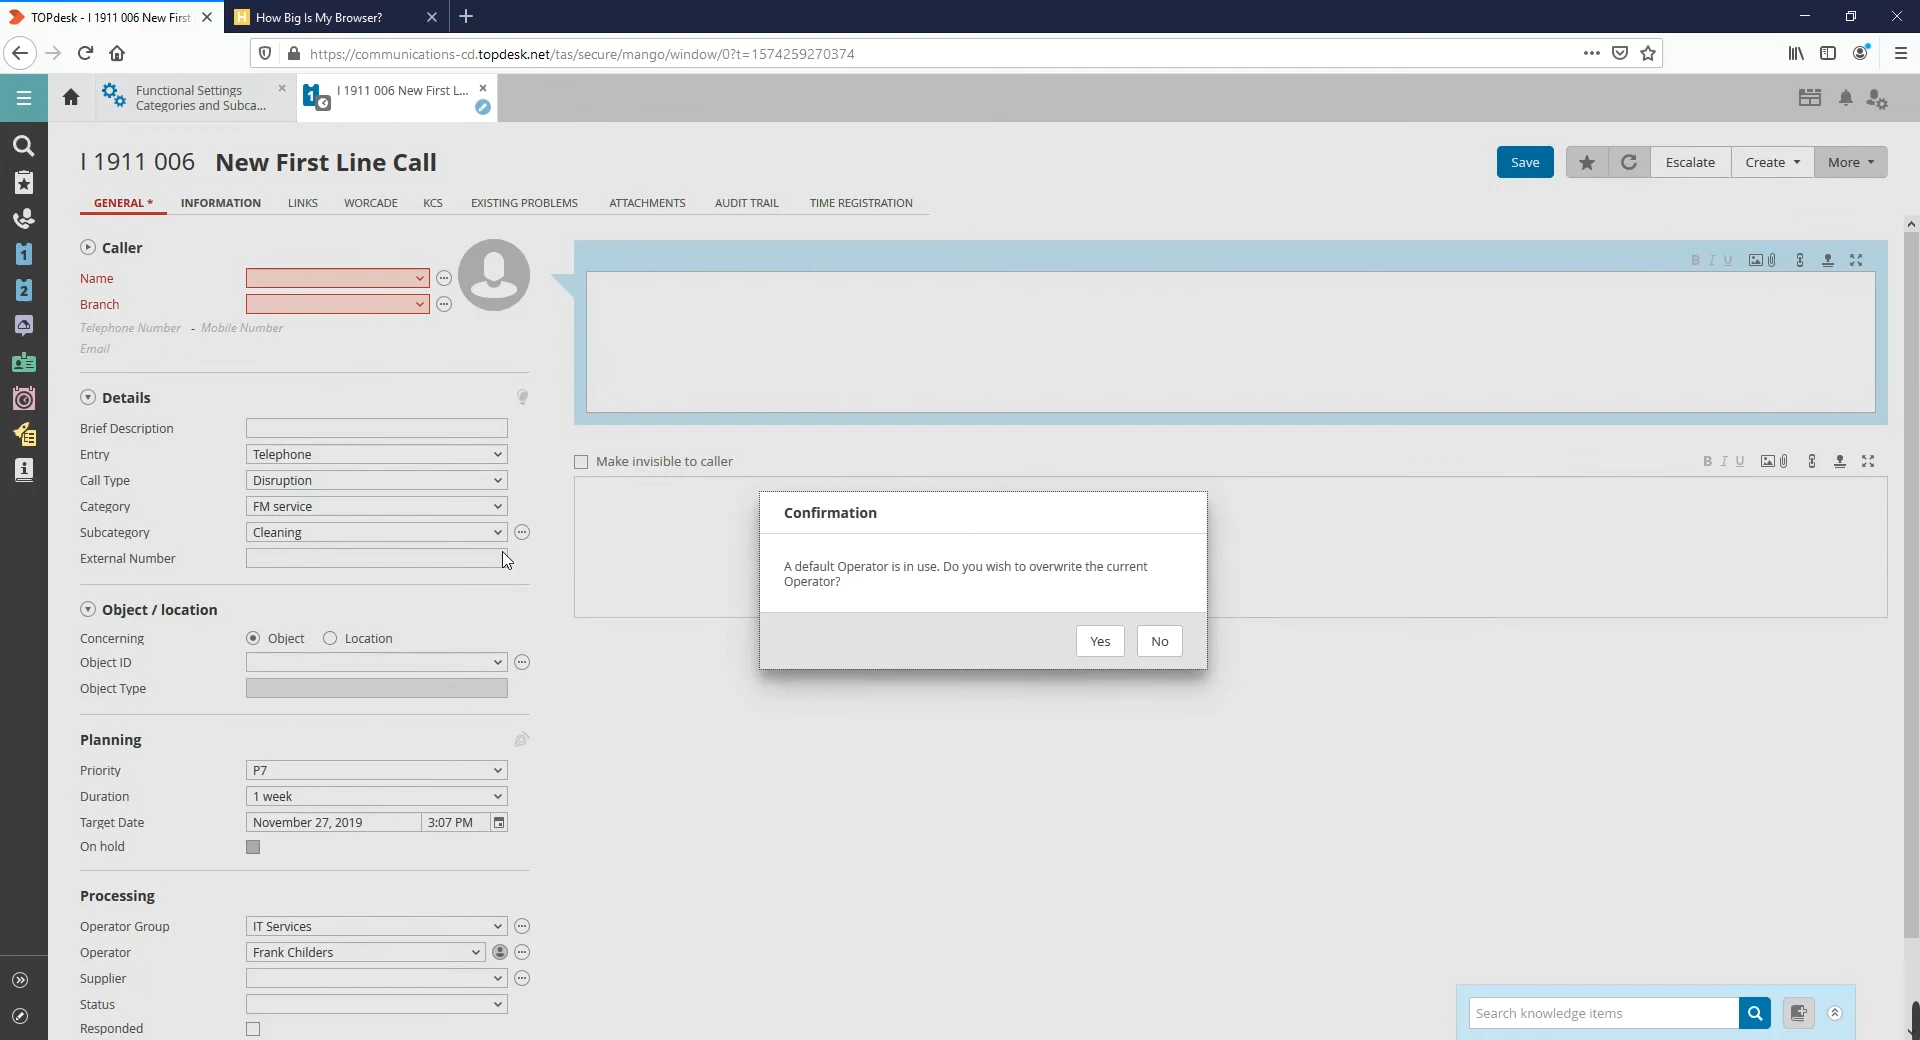 TOPdesk - I 1911 006 New First
How Big Is My Browser?
https://communications-cd.topdesk.net/tas/secure/mango/window/0?t=1574259270374
Functional Settings
Categories and Subca...
I 1911 006 New First L...
I 1911 006 New First Line Call
Save
Escalate
Create
More
GENERAL *
INFORMATION
LINKS
WORCADE
KCS
EXISTING PROBLEMS
ATTACHMENTS
AUDIT TRAIL
TIME REGISTRATION
Caller
Name
Branch
Telephone Number - Mobile Number
Email
B I U
Details
Brief Description
Entry Telephone
Call Type Disruption
Category FM service
Subcategory Cleaning
External Number
Make invisible to caller
B I U
Confirmation
A default Operator is in use. Do you wish to overwrite the current
Operator?
Yes
No
Object / location
Concerning Object Location
Object ID
Object Type
Planning
Priority P7
Duration 1 week
Target Date November 27, 2019 3:07 PM
On hold
Processing
Operator Group IT Services
Operator Frank Childers
Supplier
Status
Responded
Search knowledge items